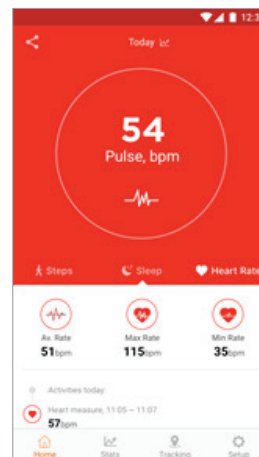 12:3
Today
54
Pulse, bpm
Steps Sleep Heart Rate
Av. Rate Max Rate Min Rate
51bpm 115bpm 35bpm
Activities today
Heart measure, 11:05 – 11:07
57bpm
Home Stats Tracking Setup